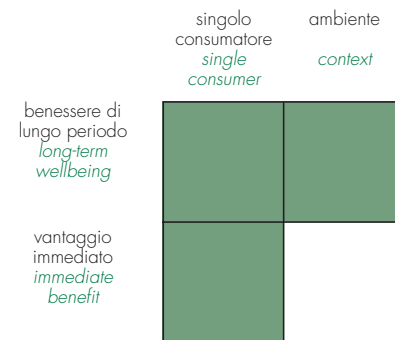 singolo
consumatore
single
consumer
ambiente
context
benessere di
lungo periodo
long-term
wellbeing
vantaggio
immediato
immediate
benefit